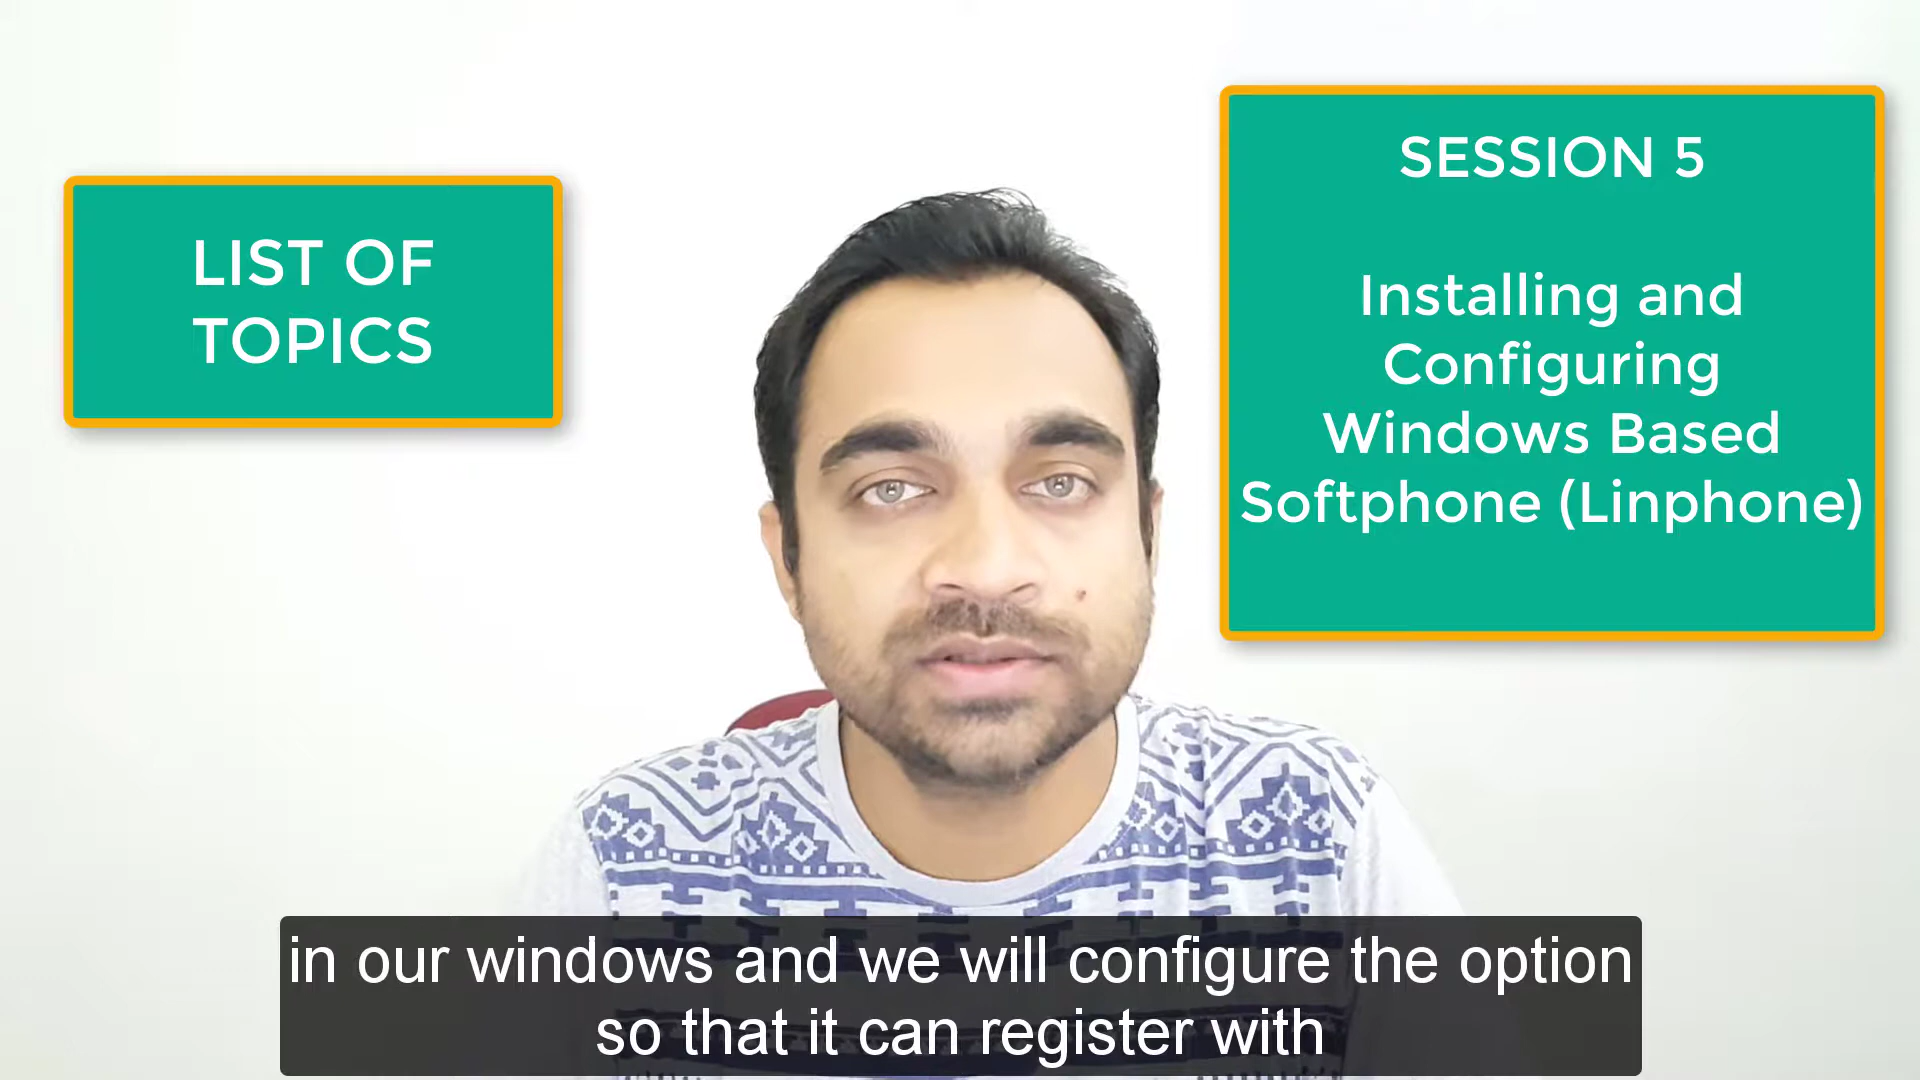 LIST OF
TOPICS
SESSION 5
Installing and
Configuring
Windows Based
Softphone (Linphone)
in our windows and we will configure the option
so that it can register with